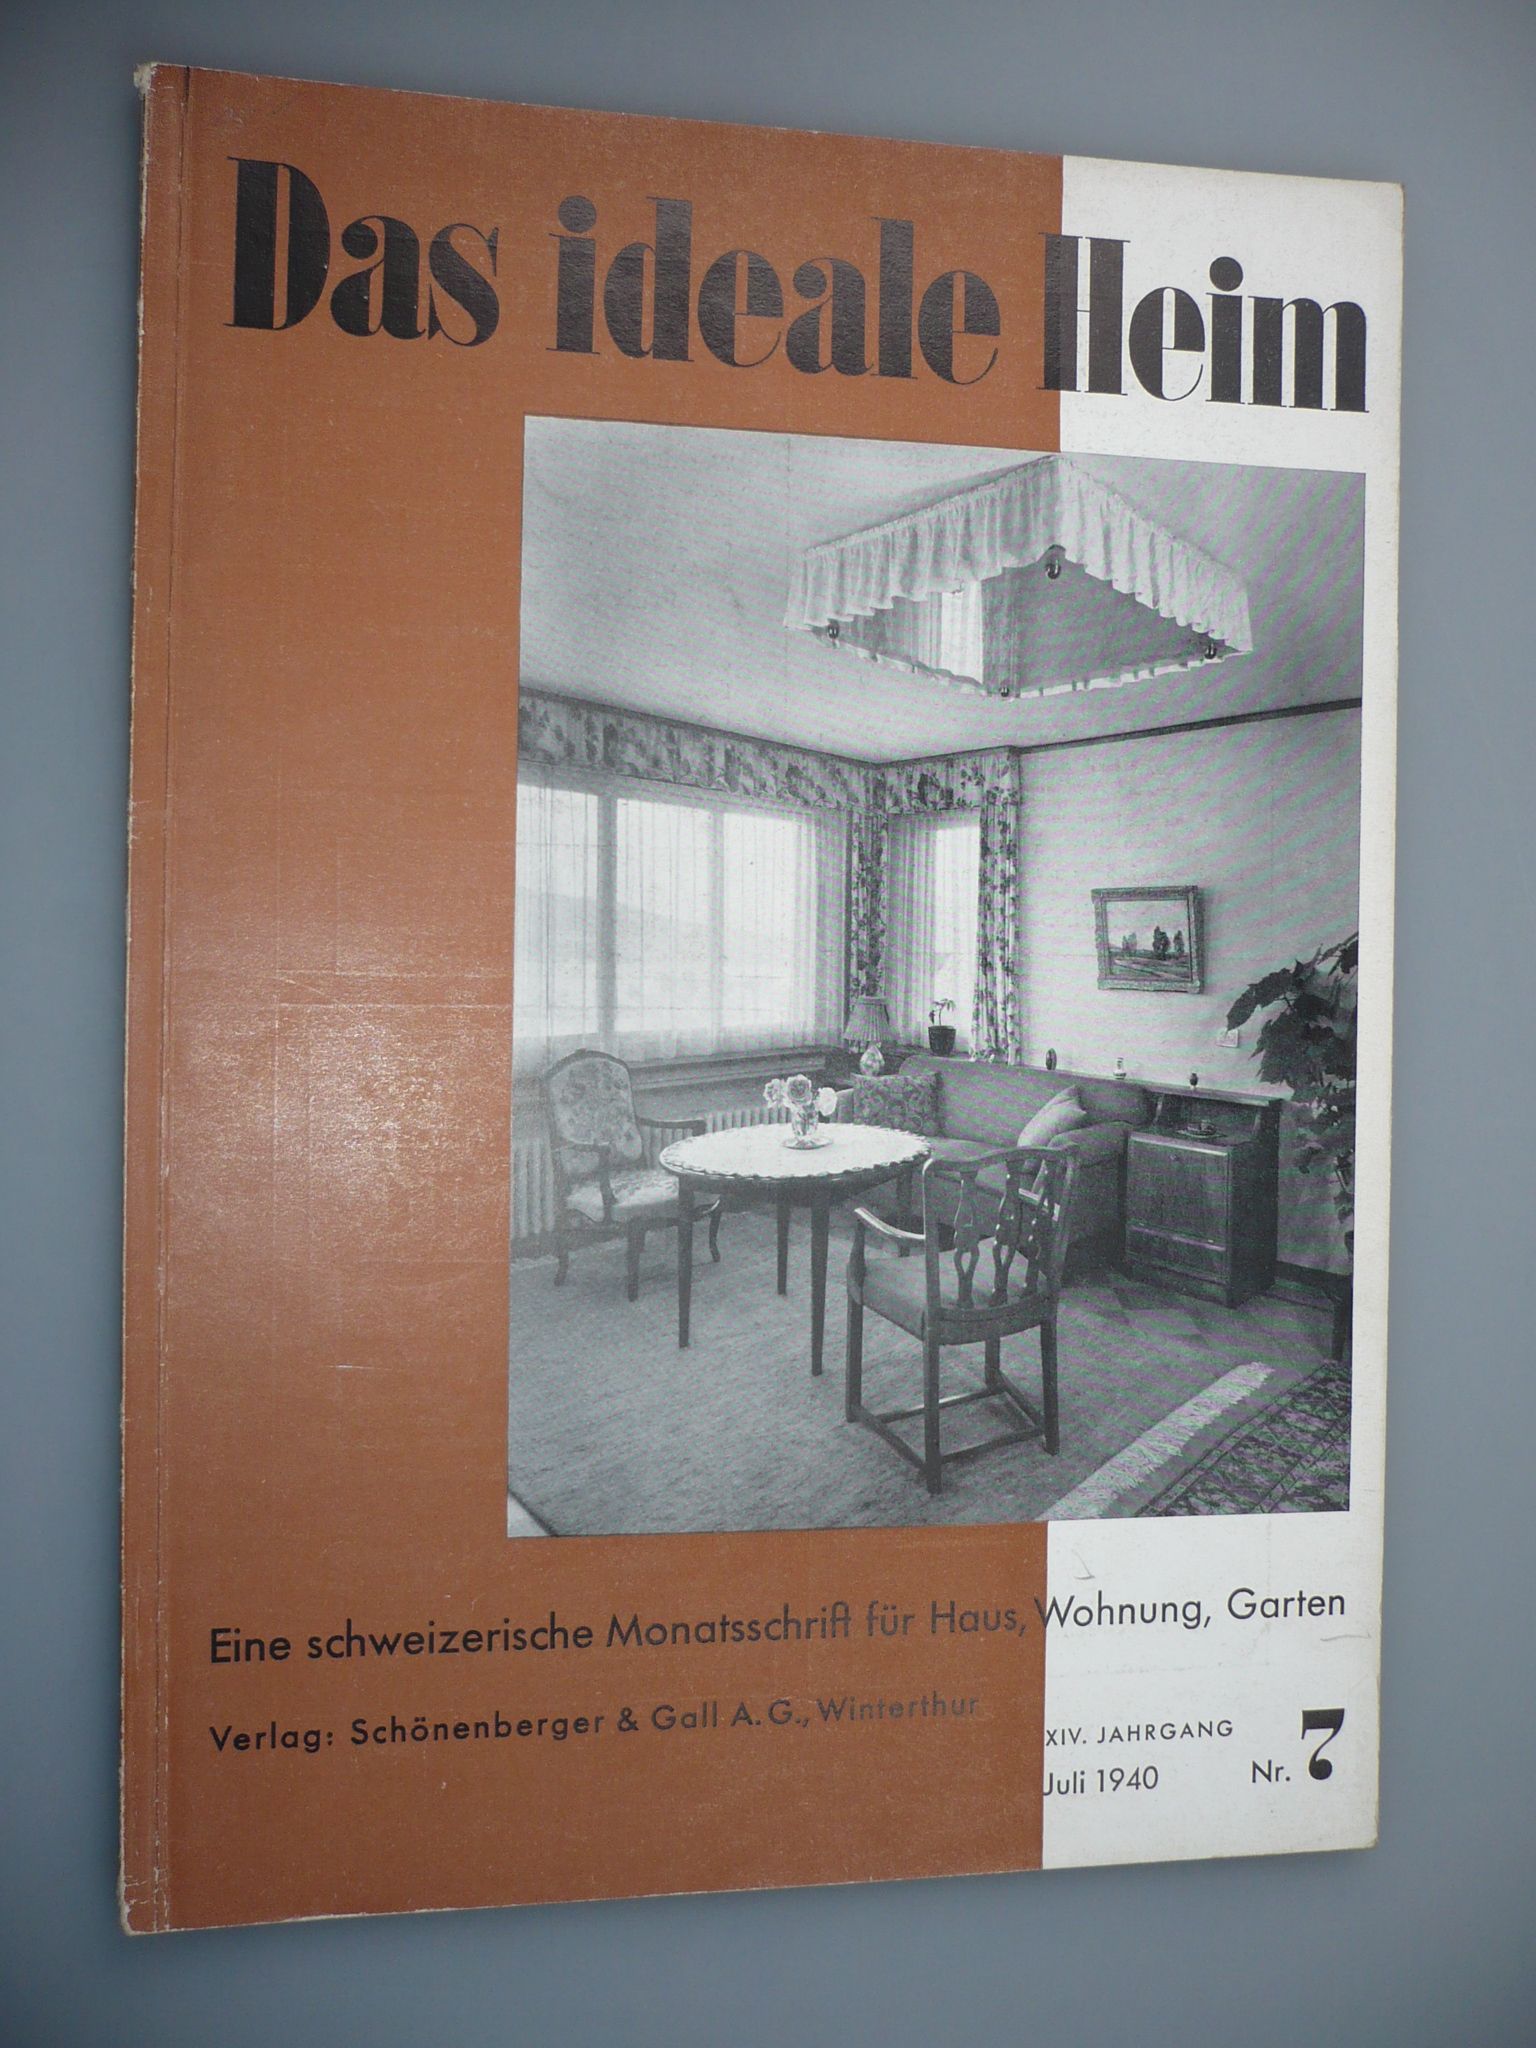 Das ideale Heim
Eine schweizerische Monatsschrift für Haus, Wohnung, Garten
Verlag: Schönenberger & Gall A.G., Winterthur
XIV. JAHRGANG
Juli 1940 Nr. 7